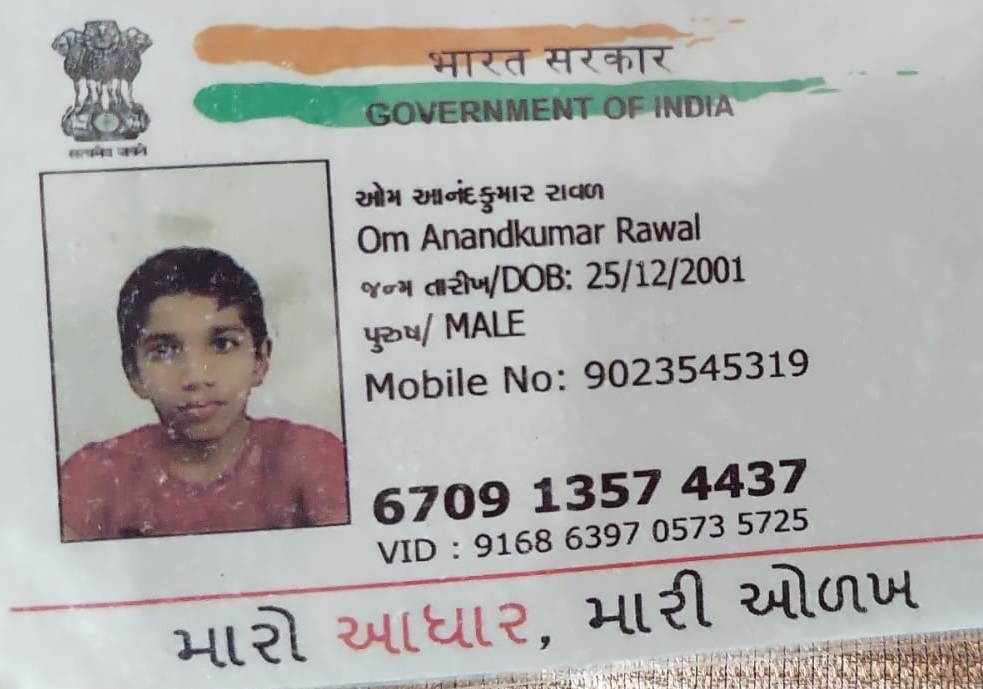 भारत सरकार
GOVERNMENT OF INDIA
सत्यमेव जयते
ઓમ આનંદકુમાર રાવળ
Om Anandkumar Rawal
જન્મ તારીખ/DOB: 25/12/2001
પુરુષ/ MALE
Mobile No: 9023545319
6709 1357 4437
VID : 9168 6397 0573 5725
મારો આધાર, મારી ઓળખ